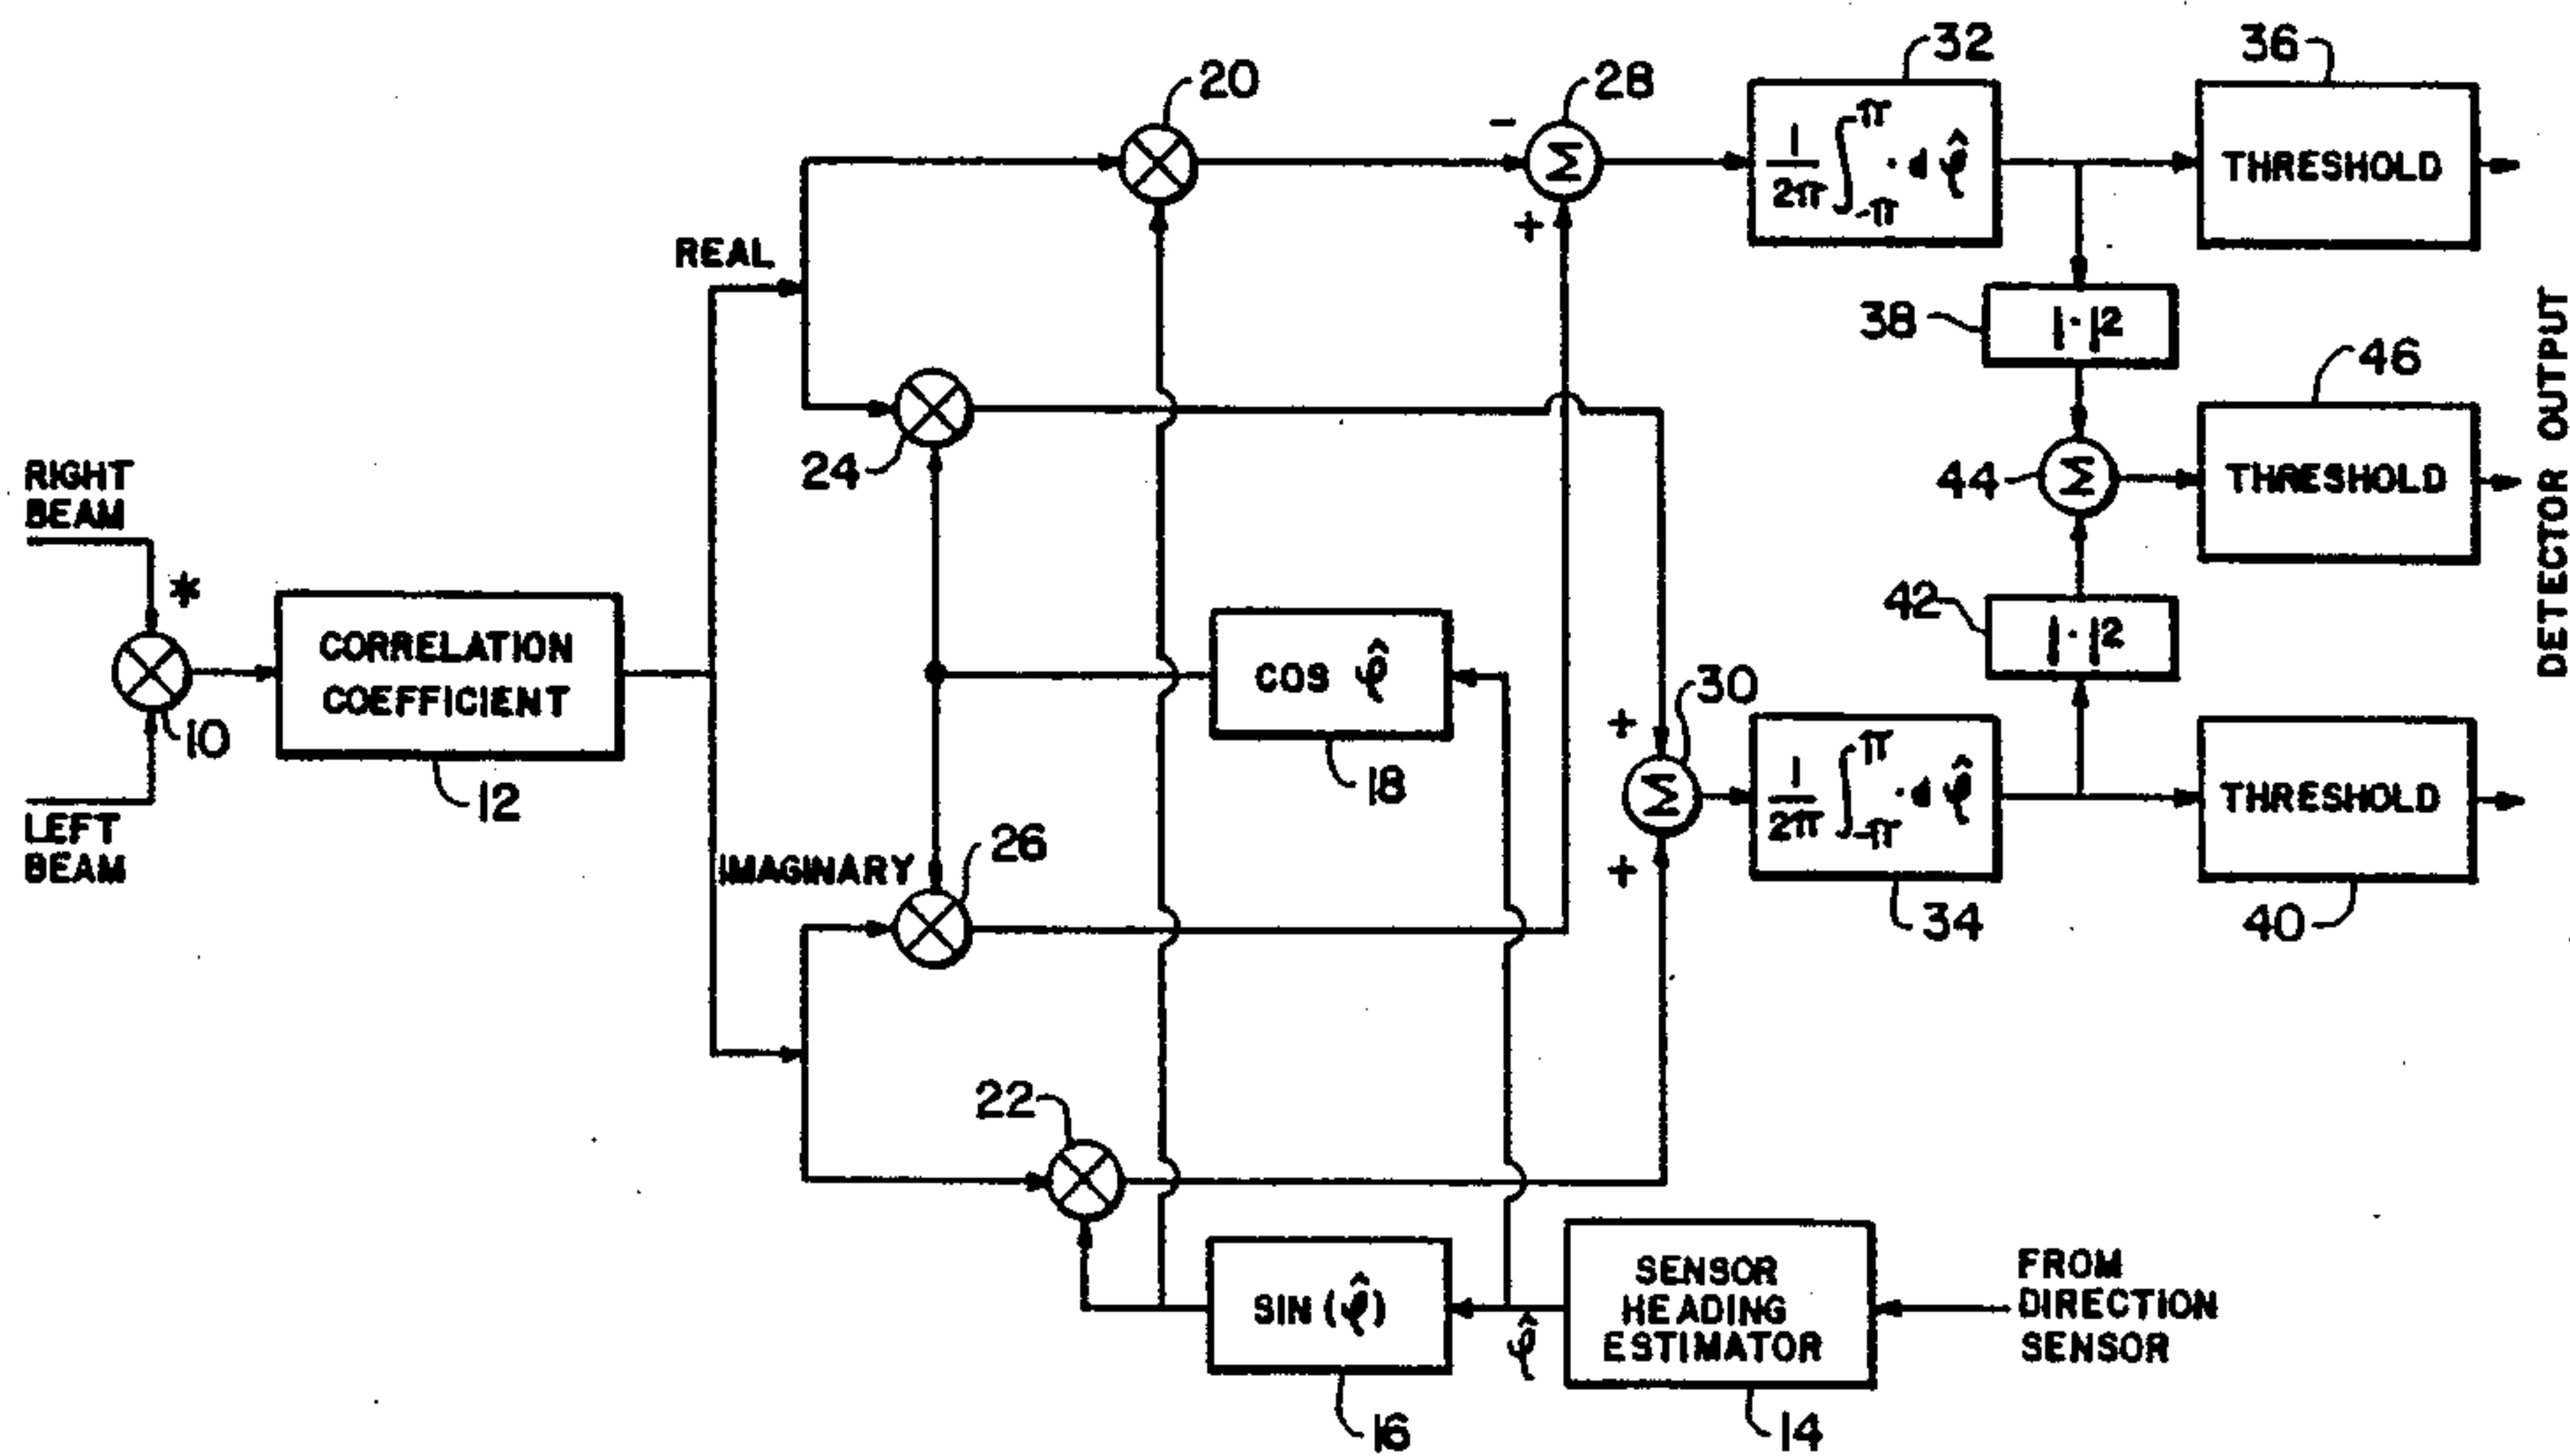 20
28
32
36
- 
+
Σ
1/2π ∫ π -π · d φ̂
THRESHOLD
REAL
38
|·|²
46
24
44
Σ
THRESHOLD
DETECTOR OUTPUT
RIGHT
BEAM
*
10
LEFT
BEAM
CORRELATION
COEFFICIENT
12
COS φ̂
18
42
|·|²
30
+
+
Σ
1/2π ∫ π -π · d φ̂
34
THRESHOLD
40
IMAGINARY
26
22
SIN (φ̂)
16
φ̂
SENSOR
HEADING
ESTIMATOR
14
FROM
DIRECTION
SENSOR